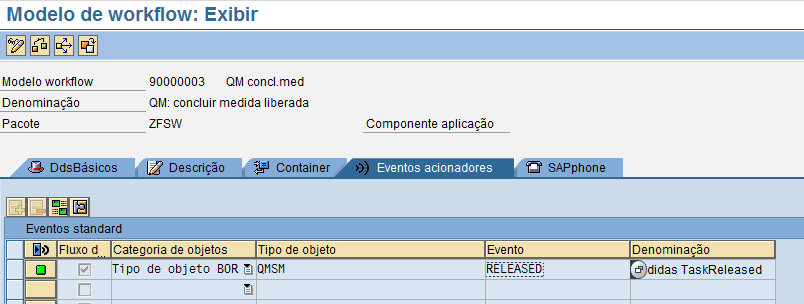 Modelo de workflow: Exibir
Modelo workflow 90000003 QM concl.med
Denominação QM: concluir medida liberada
Pacote ZFSW Componente aplicação
DdsBásicos Descrição Container Eventos acionadores SAPphone
Eventos standard
Fluxo d... Categoria de objetos Tipo de objeto Evento Denominação
Tipo de objeto BOR QMSM RELEASED didas TaskReleased